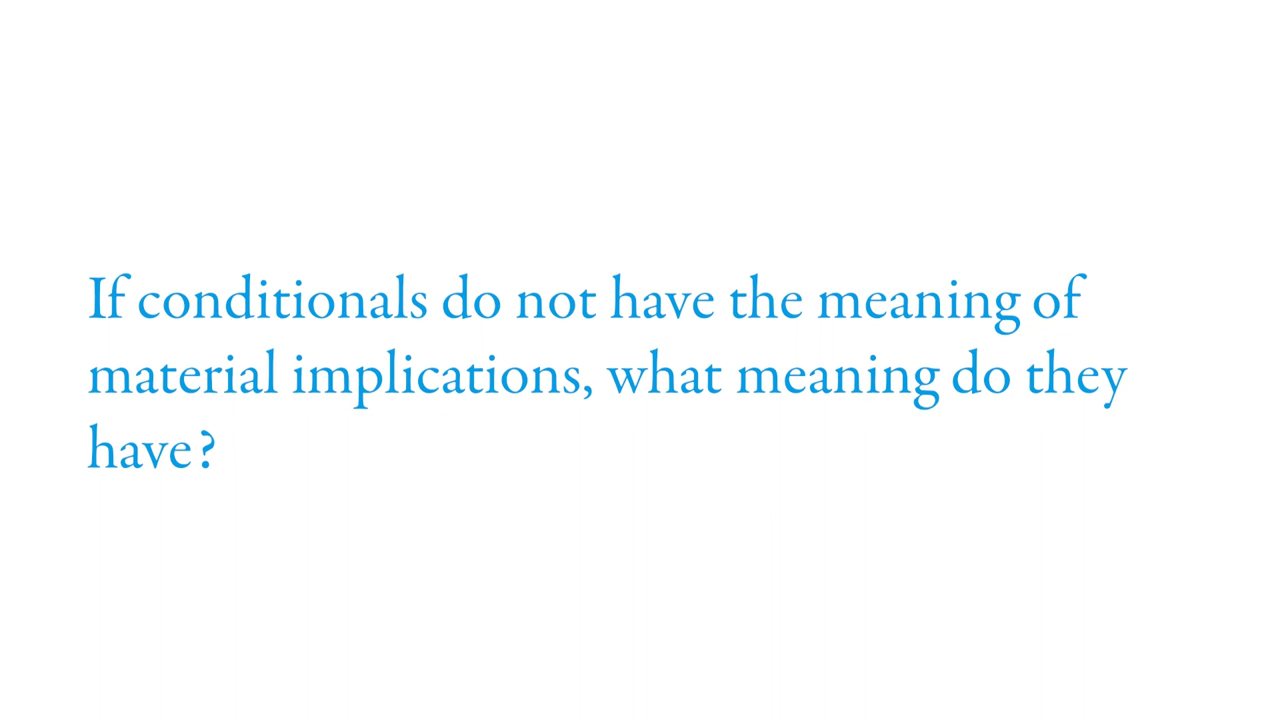 If conditionals do not have the meaning of
material implications, what meaning do they
have?